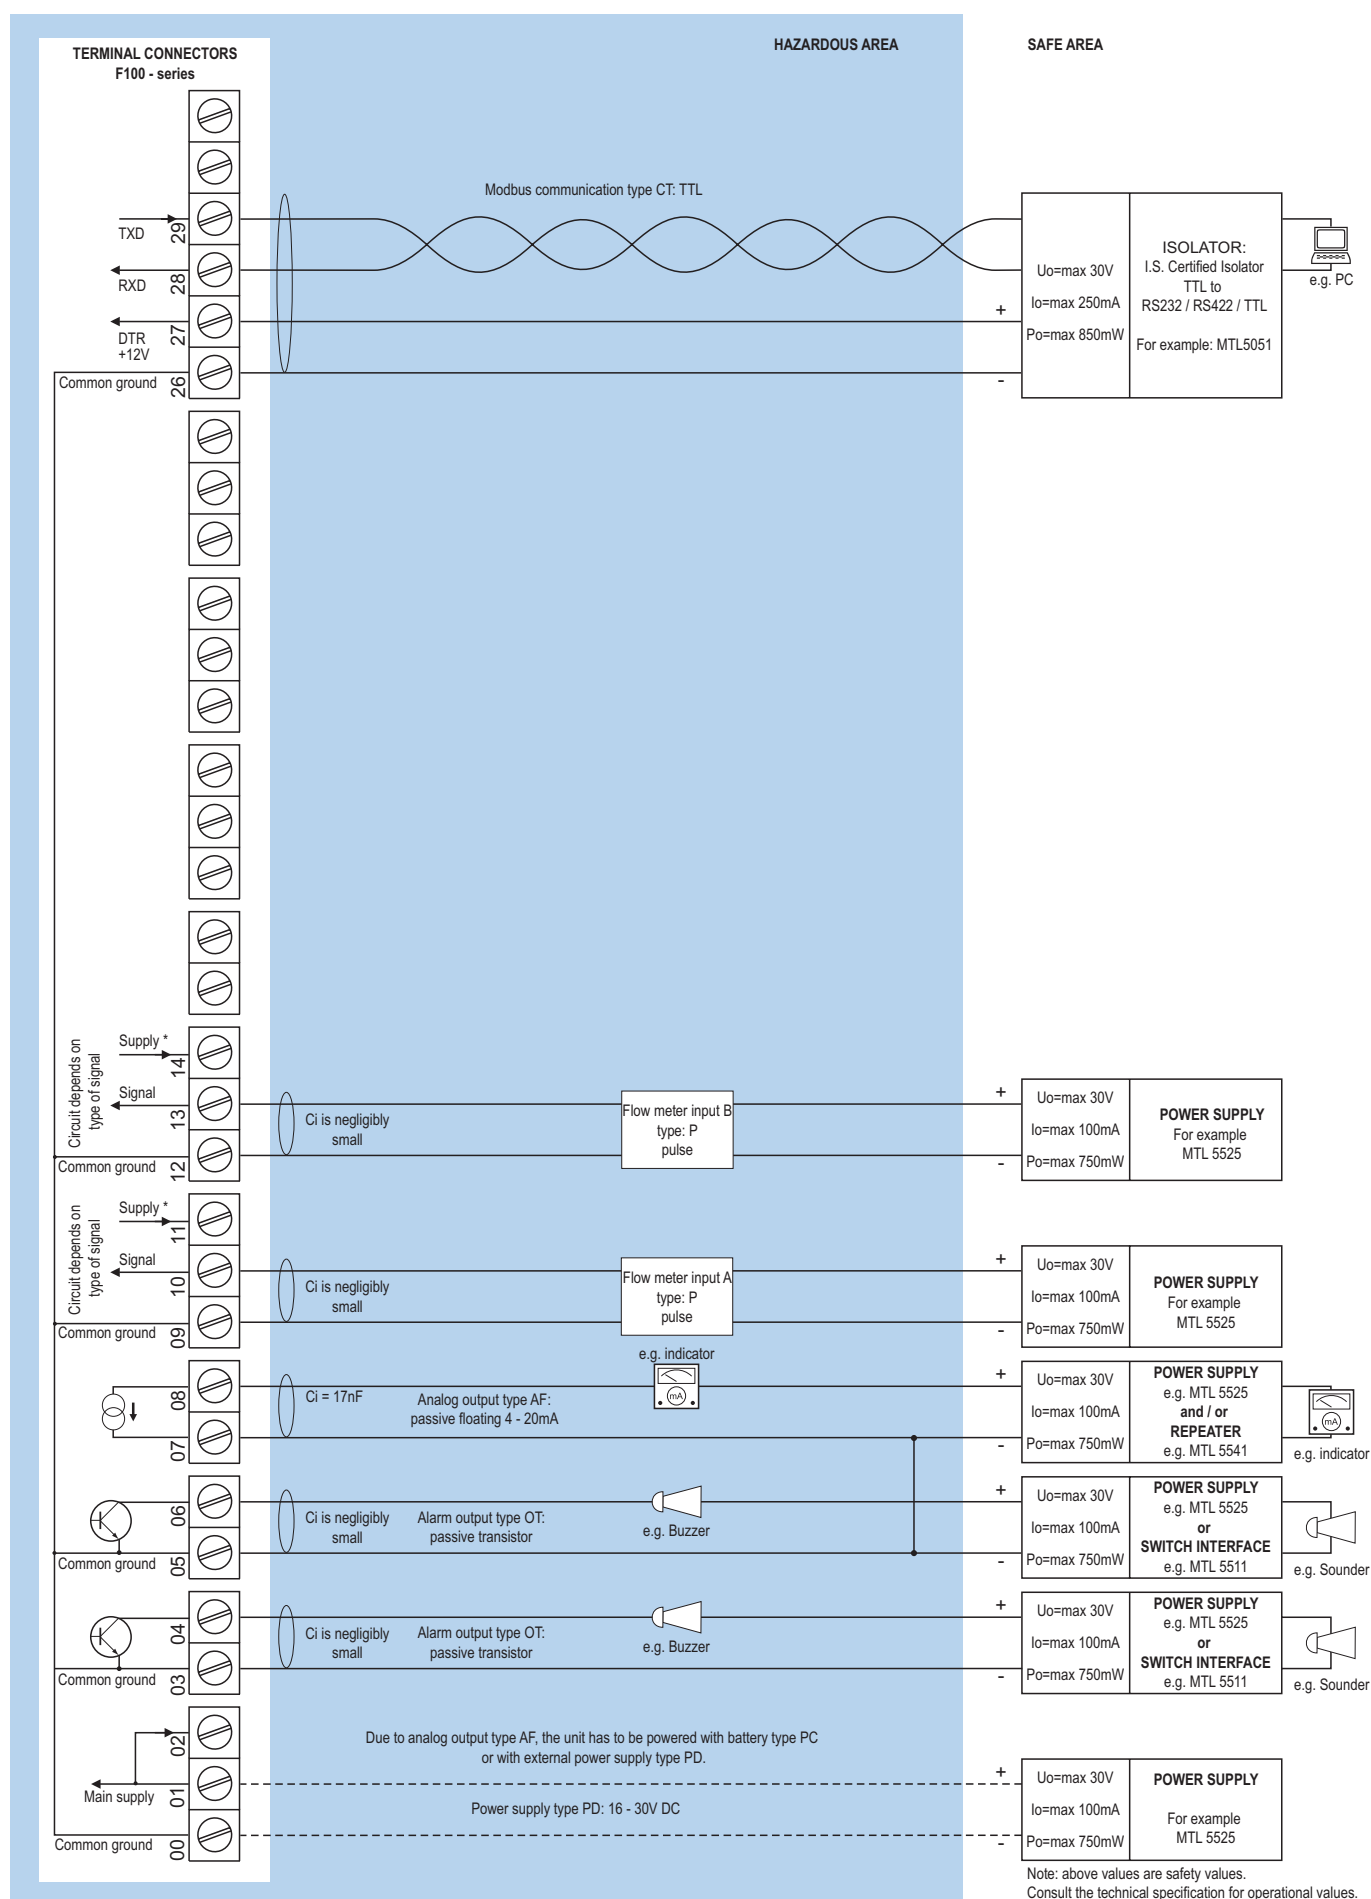 HAZARDOUS AREA
SAFE AREA
TERMINAL CONNECTORS
F100 - series
Modbus communication type CT: TTL
TXD
29
RXD
28
DTR
+12V
27
Common ground
26
+
-
Uo=max 30V
Io=max 250mA
Po=max 850mW
ISOLATOR:
I.S. Certified Isolator
TTL to
RS232 / RS422 / TTL
For example: MTL5051
e.g. PC
Circuit depends on
type of signal
Supply *
14
Signal
13
Common ground
12
Ci is negligibly
small
Flow meter input B
type: P
pulse
+
-
Uo=max 30V
Io=max 100mA
Po=max 750mW
POWER SUPPLY
For example
MTL 5525
Circuit depends on
type of signal
Supply *
11
Signal
10
Common ground
09
Ci is negligibly
small
Flow meter input A
type: P
pulse
+
-
Uo=max 30V
Io=max 100mA
Po=max 750mW
POWER SUPPLY
For example
MTL 5525
08
07
Ci = 17nF
Analog output type AF:
passive floating 4 - 20mA
e.g. indicator
mA
+
-
Uo=max 30V
Io=max 100mA
Po=max 750mW
POWER SUPPLY
e.g. MTL 5525
and / or
REPEATER
e.g. MTL 5541
mA
e.g. indicator
06
Common ground
05
Ci is negligibly
small
Alarm output type OT:
passive transistor
e.g. Buzzer
+
-
Uo=max 30V
Io=max 100mA
Po=max 750mW
POWER SUPPLY
e.g. MTL 5525
or
SWITCH INTERFACE
e.g. MTL 5511
e.g. Sounder
04
Common ground
03
Ci is negligibly
small
Alarm output type OT:
passive transistor
e.g. Buzzer
+
-
Uo=max 30V
Io=max 100mA
Po=max 750mW
POWER SUPPLY
e.g. MTL 5525
or
SWITCH INTERFACE
e.g. MTL 5511
e.g. Sounder
02
Main supply
01
Common ground
00
Due to analog output type AF, the unit has to be powered with battery type PC
or with external power supply type PD.
Power supply type PD: 16 - 30V DC
+
-
Uo=max 30V
Io=max 100mA
Po=max 750mW
POWER SUPPLY
For example
MTL 5525
Note: above values are safety values.
Consult the technical specification for operational values